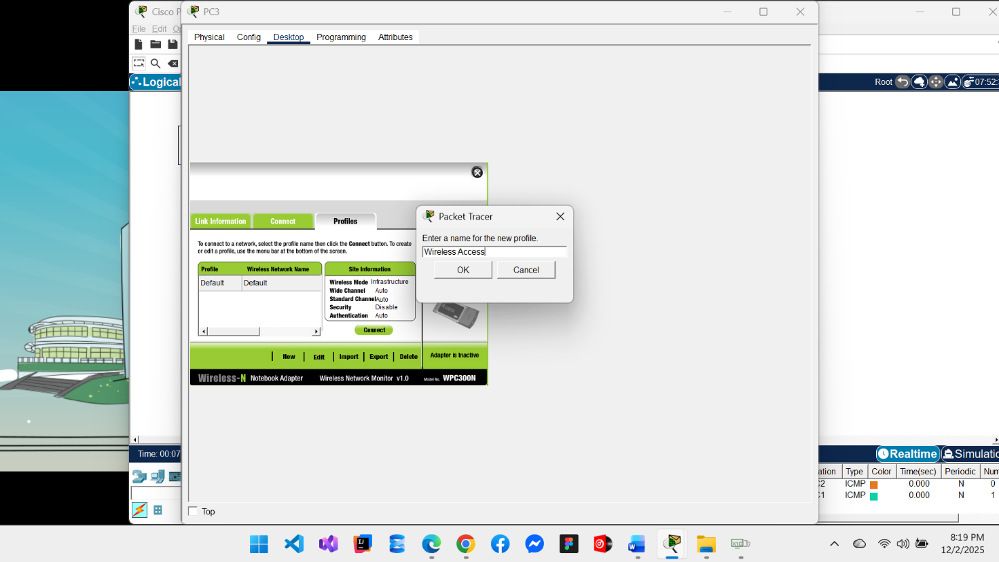 Cisco P
PC3
File Edit Op
Physical Config Desktop Programming Attributes
Logical
Root
07:52:
Link Information Connect Profiles
To connect to a network, select the profile name then click the Connect button. To create
or edit a profile, use the menu bar at the bottom of the screen.
Profile Wireless Network Name
Default Default
Site Information
Wireless Mode Infrastructure
Wide Channel Auto
Standard Channel Auto
Security Disable
Authentication Auto
Connect
New Edit Import Export Delete
Adapter is Inactive
Wireless-N Notebook Adapter Wireless Network Monitor v1.0 Model No. WPC300N
Packet Tracer
Enter a name for the new profile.
Wireless Access
OK Cancel
Time: 00:07
Realtime Simulatio
ation Type Color Time(sec) Periodic Num
C2 ICMP 0.000 N 0
C1 ICMP 0.000 N 1
Top
8:19 PM
12/2/2025